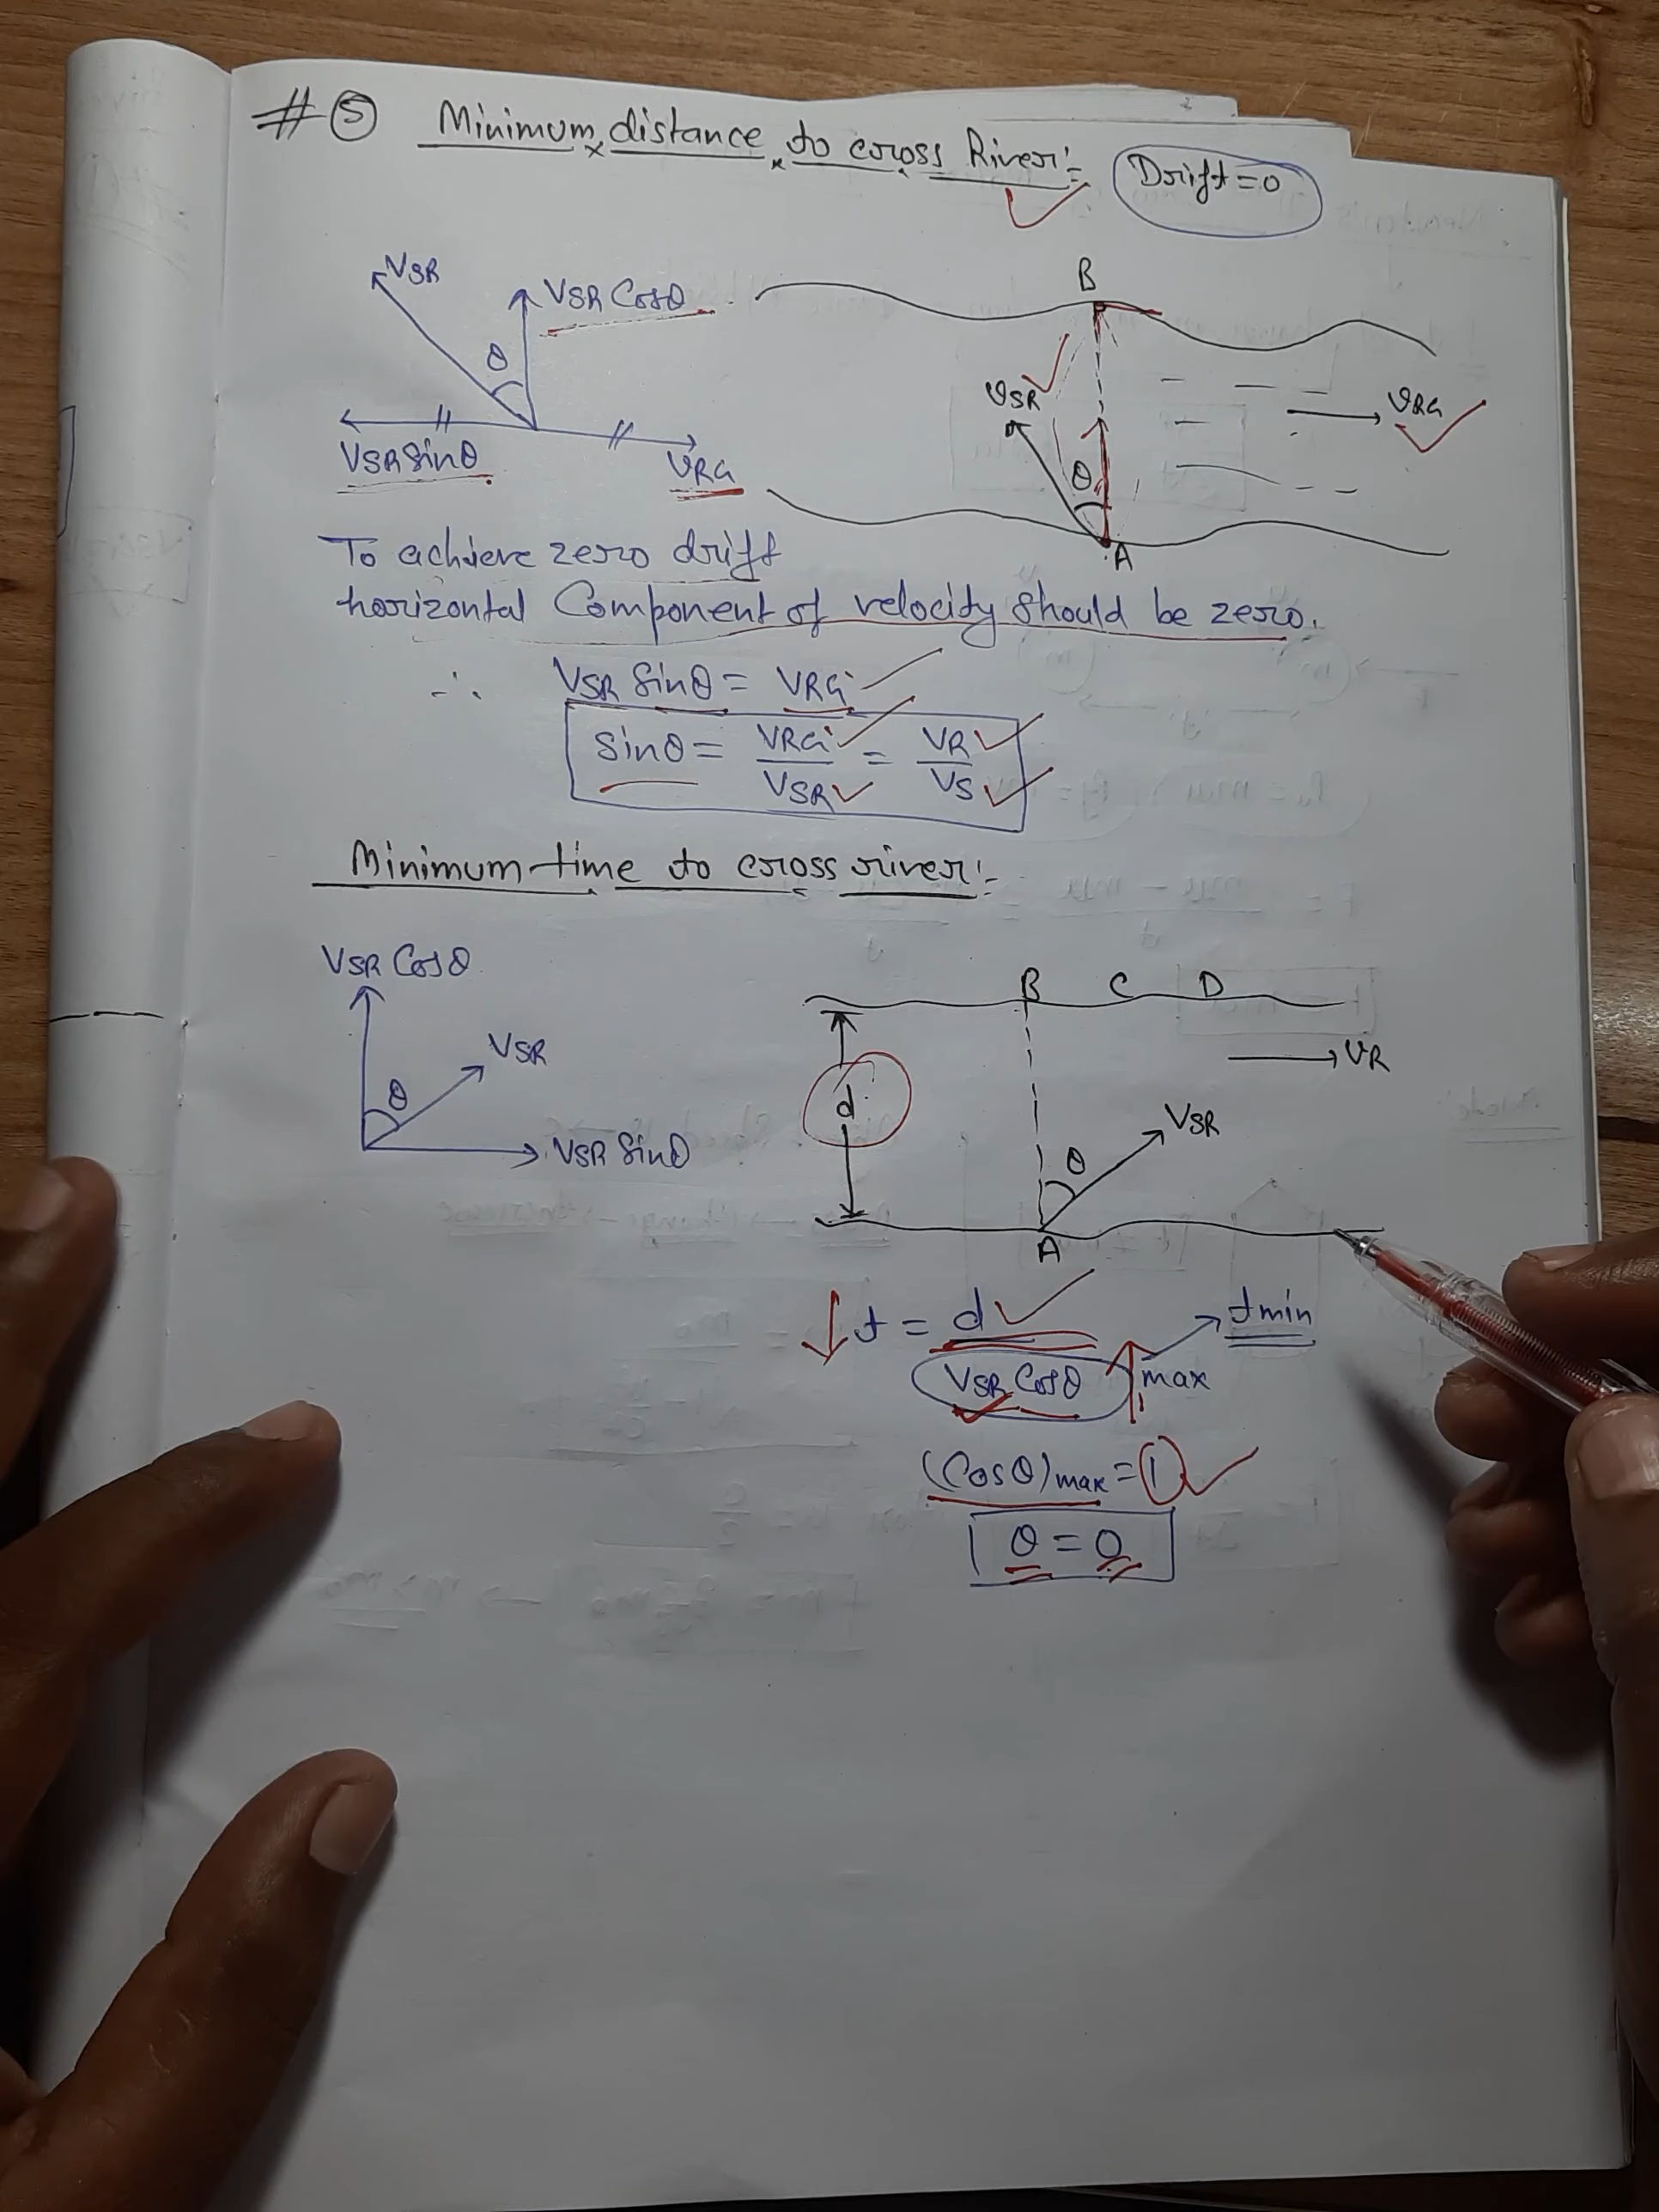 # ⑤ Minimum distance to cross River:-
Drift = 0
VSR
VSR Cosθ
θ
VSR Sinθ
VRG
B
VSR
VRG
θ
A
To achieve zero drift
horizontal Component of velocity should be zero.
∴ VSR Sinθ = VRG
Sinθ = VRG/VSR = VR/VS
Minimum time to cross river:-
VSR Cosθ
VSR
θ
VSR Sinθ
B C D
VR
d
VSR
θ
A
↓ t = d / VSR Cosθ ↑ max → tmin
(Cosθ)max = 1
θ = 0